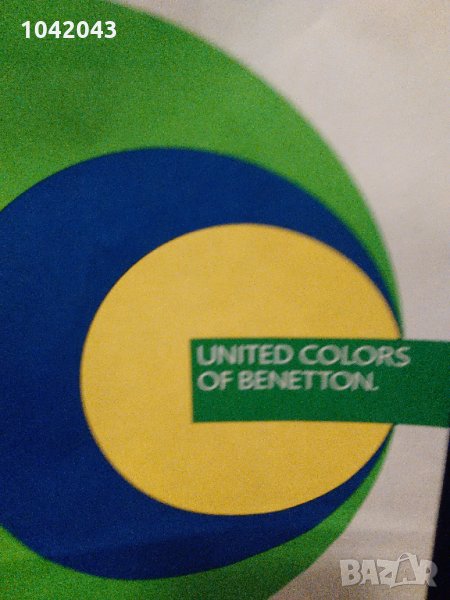 1042043
UNITED COLORS
OF BENETTON.
BAZAR